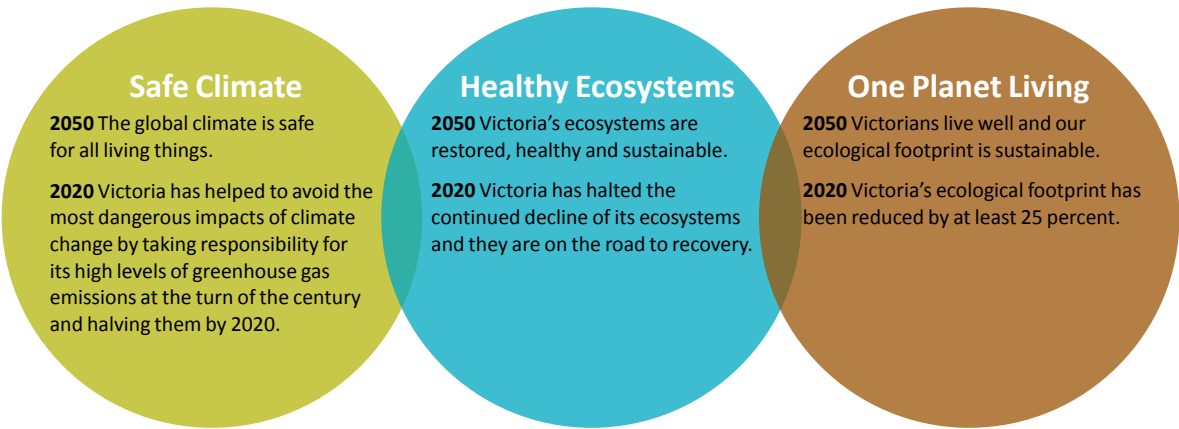 Safe Climate
2050 The global climate is safe
for all living things.
2020 Victoria has helped to avoid the
most dangerous impacts of climate
change by taking responsibility for
its high levels of greenhouse gas
emissions at the turn of the century
and halving them by 2020.
Healthy Ecosystems
2050 Victoria’s ecosystems are
restored, healthy and sustainable.
2020 Victoria has halted the
continued decline of its ecosystems
and they are on the road to recovery.
One Planet Living
2050 Victorians live well and our
ecological footprint is sustainable.
2020 Victoria’s ecological footprint has
been reduced by at least 25 percent.